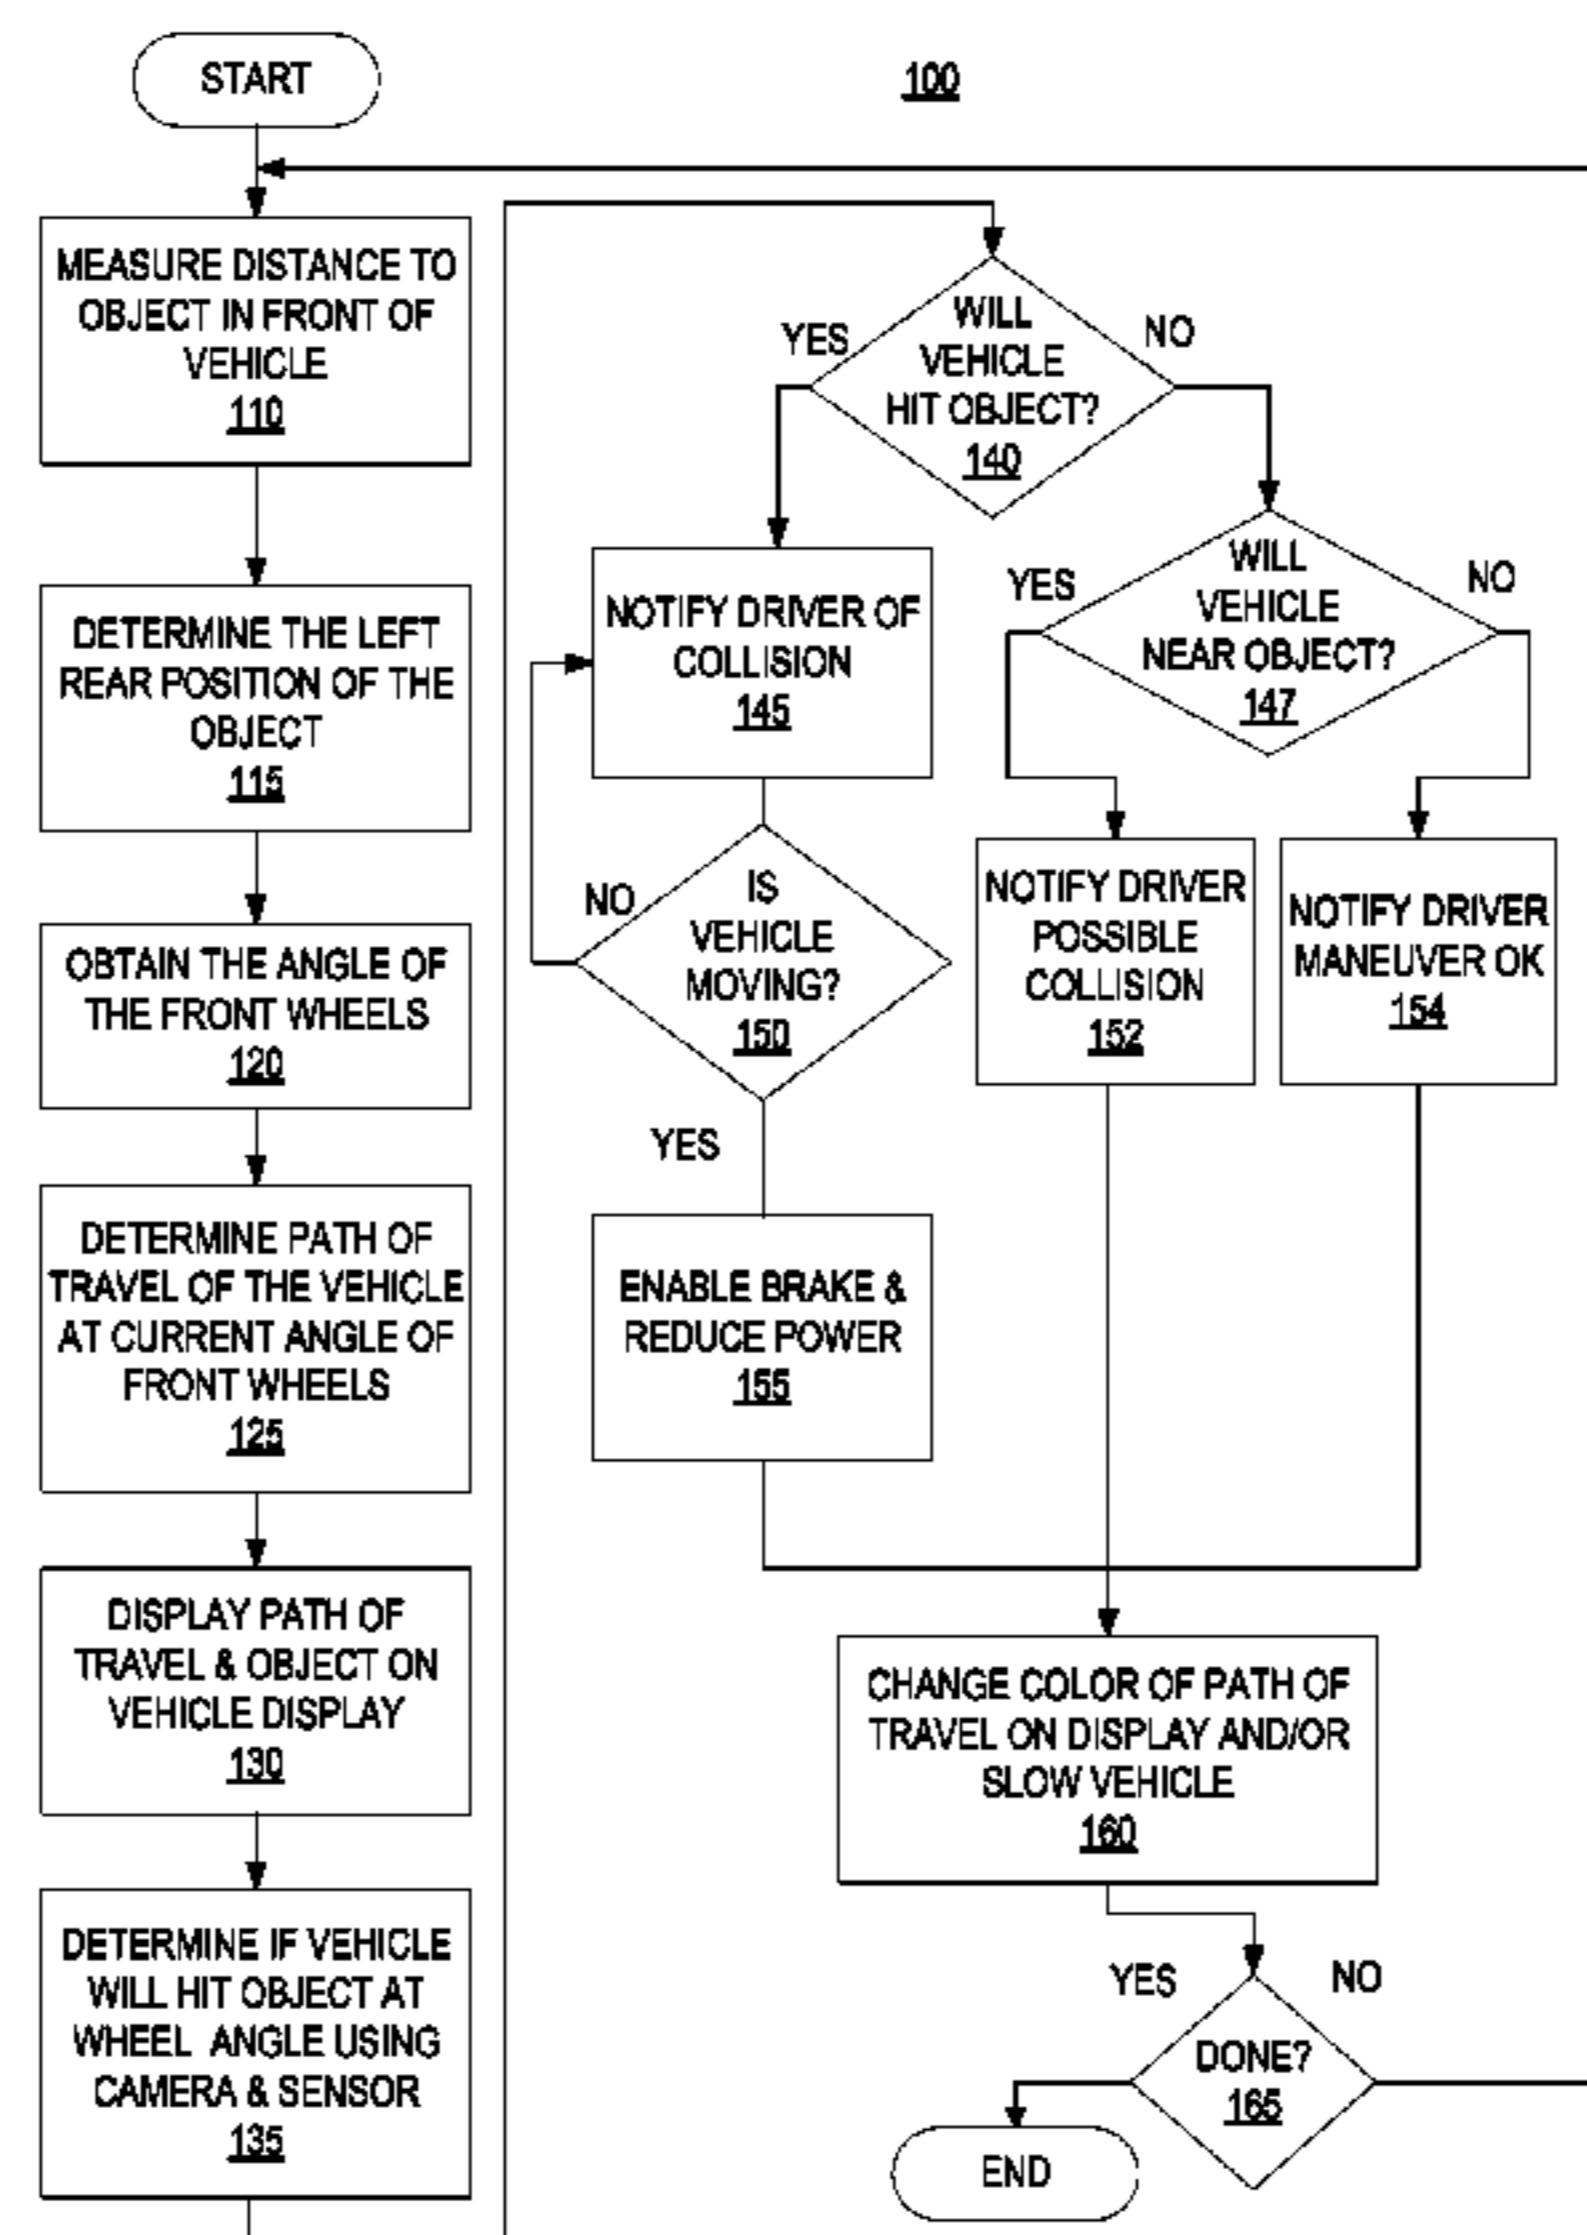 START
100
MEASURE DISTANCE TO
OBJECT IN FRONT OF
VEHICLE
110
DETERMINE THE LEFT
REAR POSITION OF THE
OBJECT
115
OBTAIN THE ANGLE OF
THE FRONT WHEELS
120
DETERMINE PATH OF
TRAVEL OF THE VEHICLE
AT CURRENT ANGLE OF
FRONT WHEELS
125
DISPLAY PATH OF
TRAVEL & OBJECT ON
VEHICLE DISPLAY
130
DETERMINE IF VEHICLE
WILL HIT OBJECT AT
WHEEL ANGLE USING
CAMERA & SENSOR
135
WILL
VEHICLE
HIT OBJECT?
140
YES
NO
NOTIFY DRIVER OF
COLLISION
145
WILL
VEHICLE
NEAR OBJECT?
147
YES
NO
IS
VEHICLE
MOVING?
150
NO
YES
NOTIFY DRIVER
POSSIBLE
COLLISION
152
NOTIFY DRIVER
MANEUVER OK
154
ENABLE BRAKE &
REDUCE POWER
155
CHANGE COLOR OF PATH OF
TRAVEL ON DISPLAY AND/OR
SLOW VEHICLE
160
YES
NO
DONE?
165
END